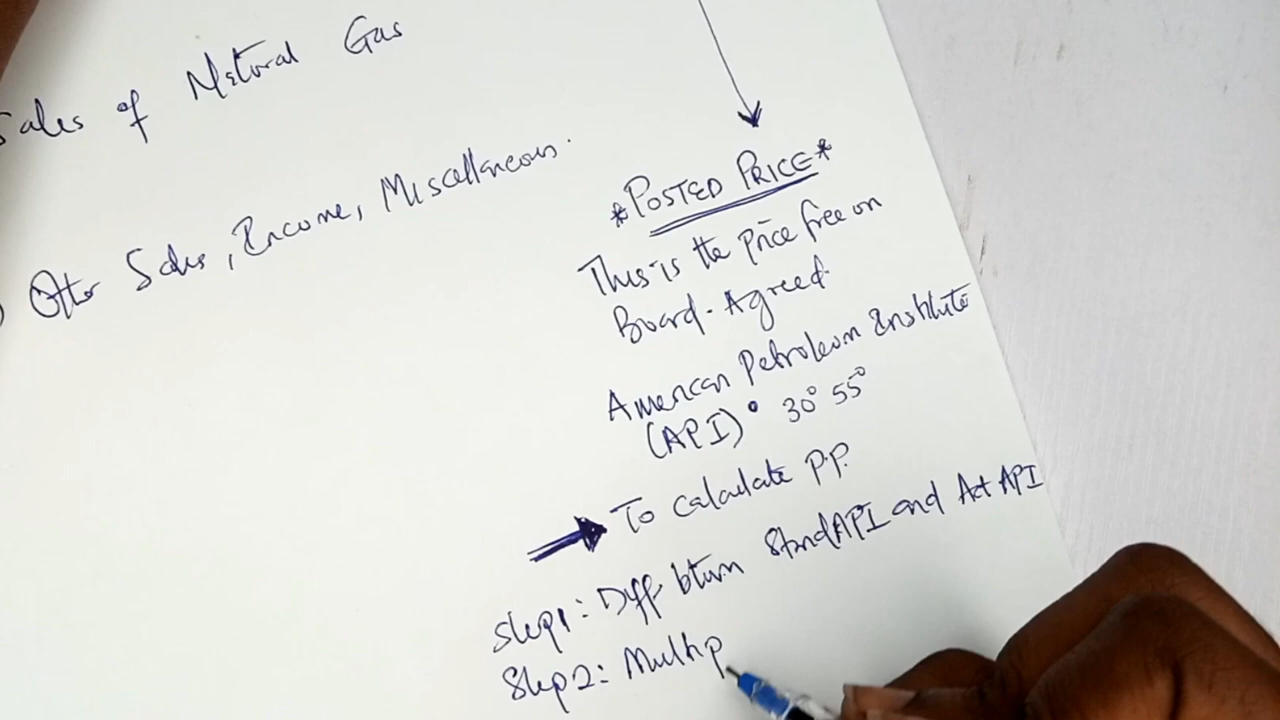 Sales of Natural Gas
Other Sales, Income, Miscellaneous.
*POSTED PRICE*
This is the price free on
Board - Agreed
American Petroleum Institute
(API)° 30° 55°
To calculate P.P.
Step1: Diff btwn Stand API and Act API
Step2: Multip